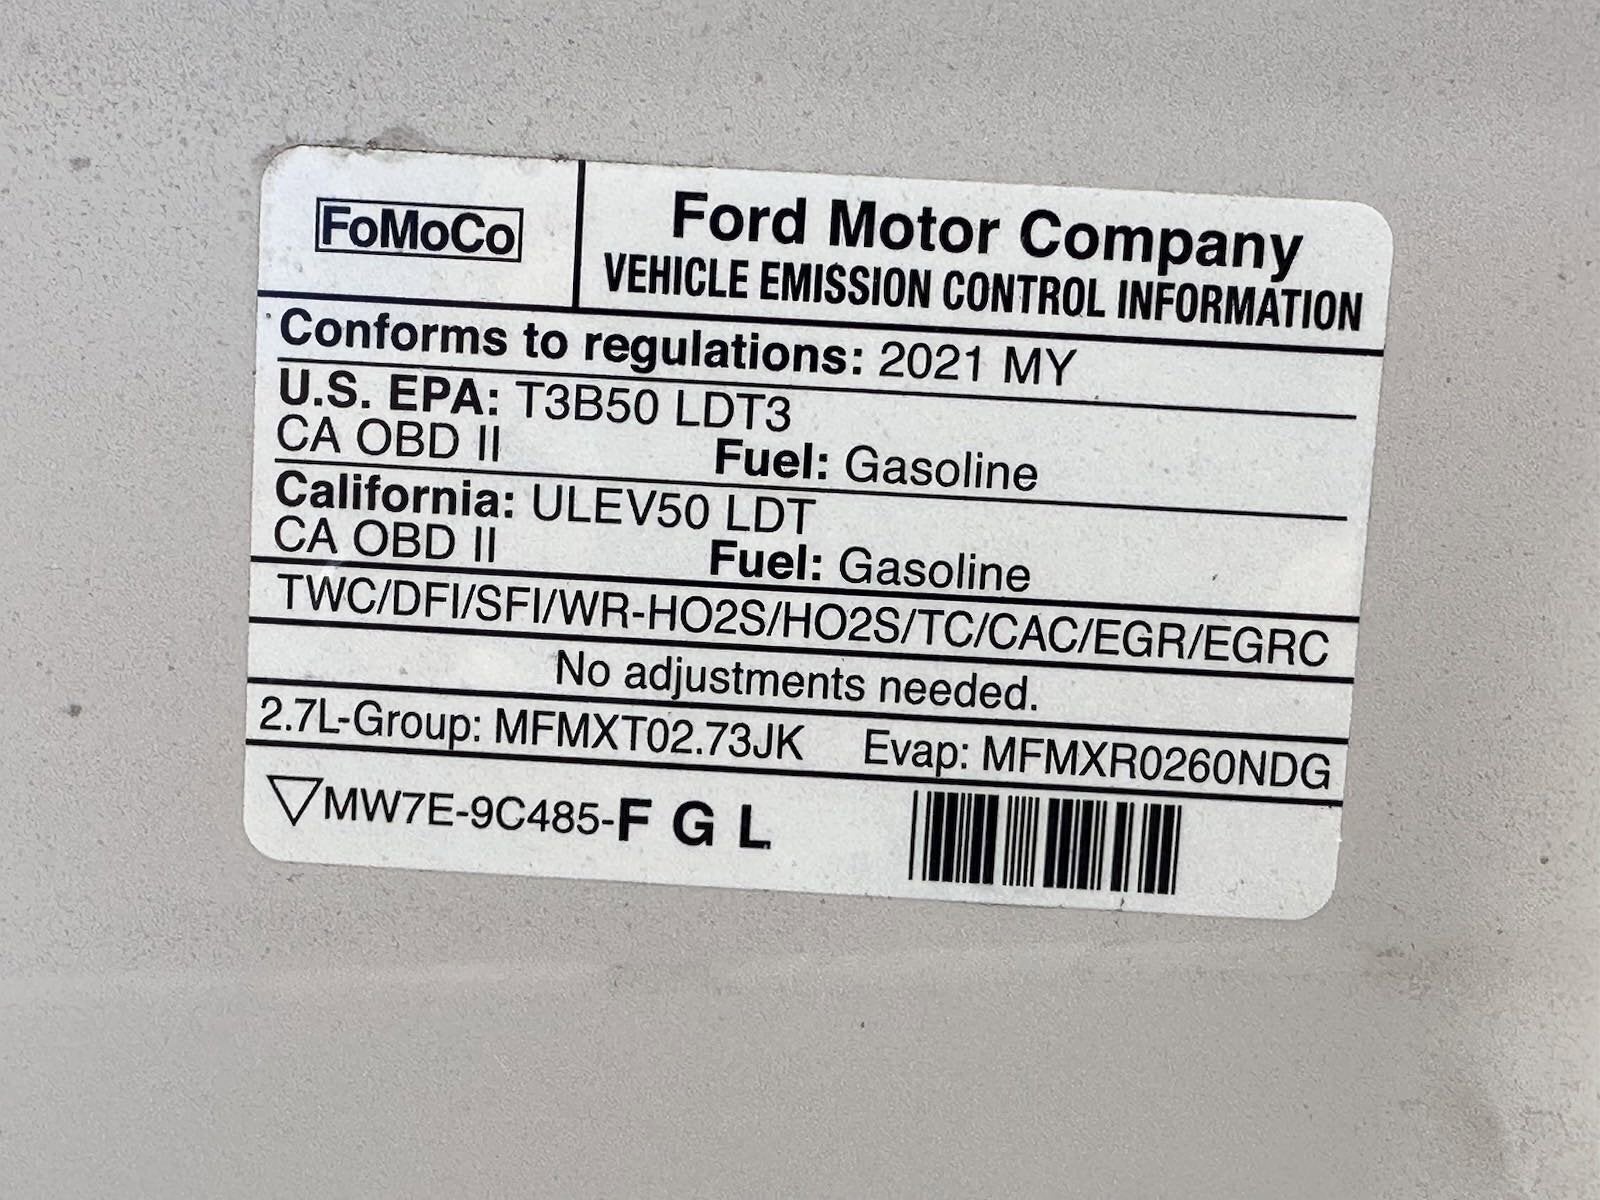 FoMoCo
Ford Motor Company
VEHICLE EMISSION CONTROL INFORMATION
Conforms to regulations: 2021 MY
U.S. EPA: T3B50 LDT3
CA OBD II Fuel: Gasoline
California: ULEV50 LDT
CA OBD II Fuel: Gasoline
TWC/DFI/SFI/WR-HO2S/HO2S/TC/CAC/EGR/EGRC
No adjustments needed.
2.7L-Group: MFMXT02.73JK Evap: MFMXR0260NDG
MW7E-9C485-F G L